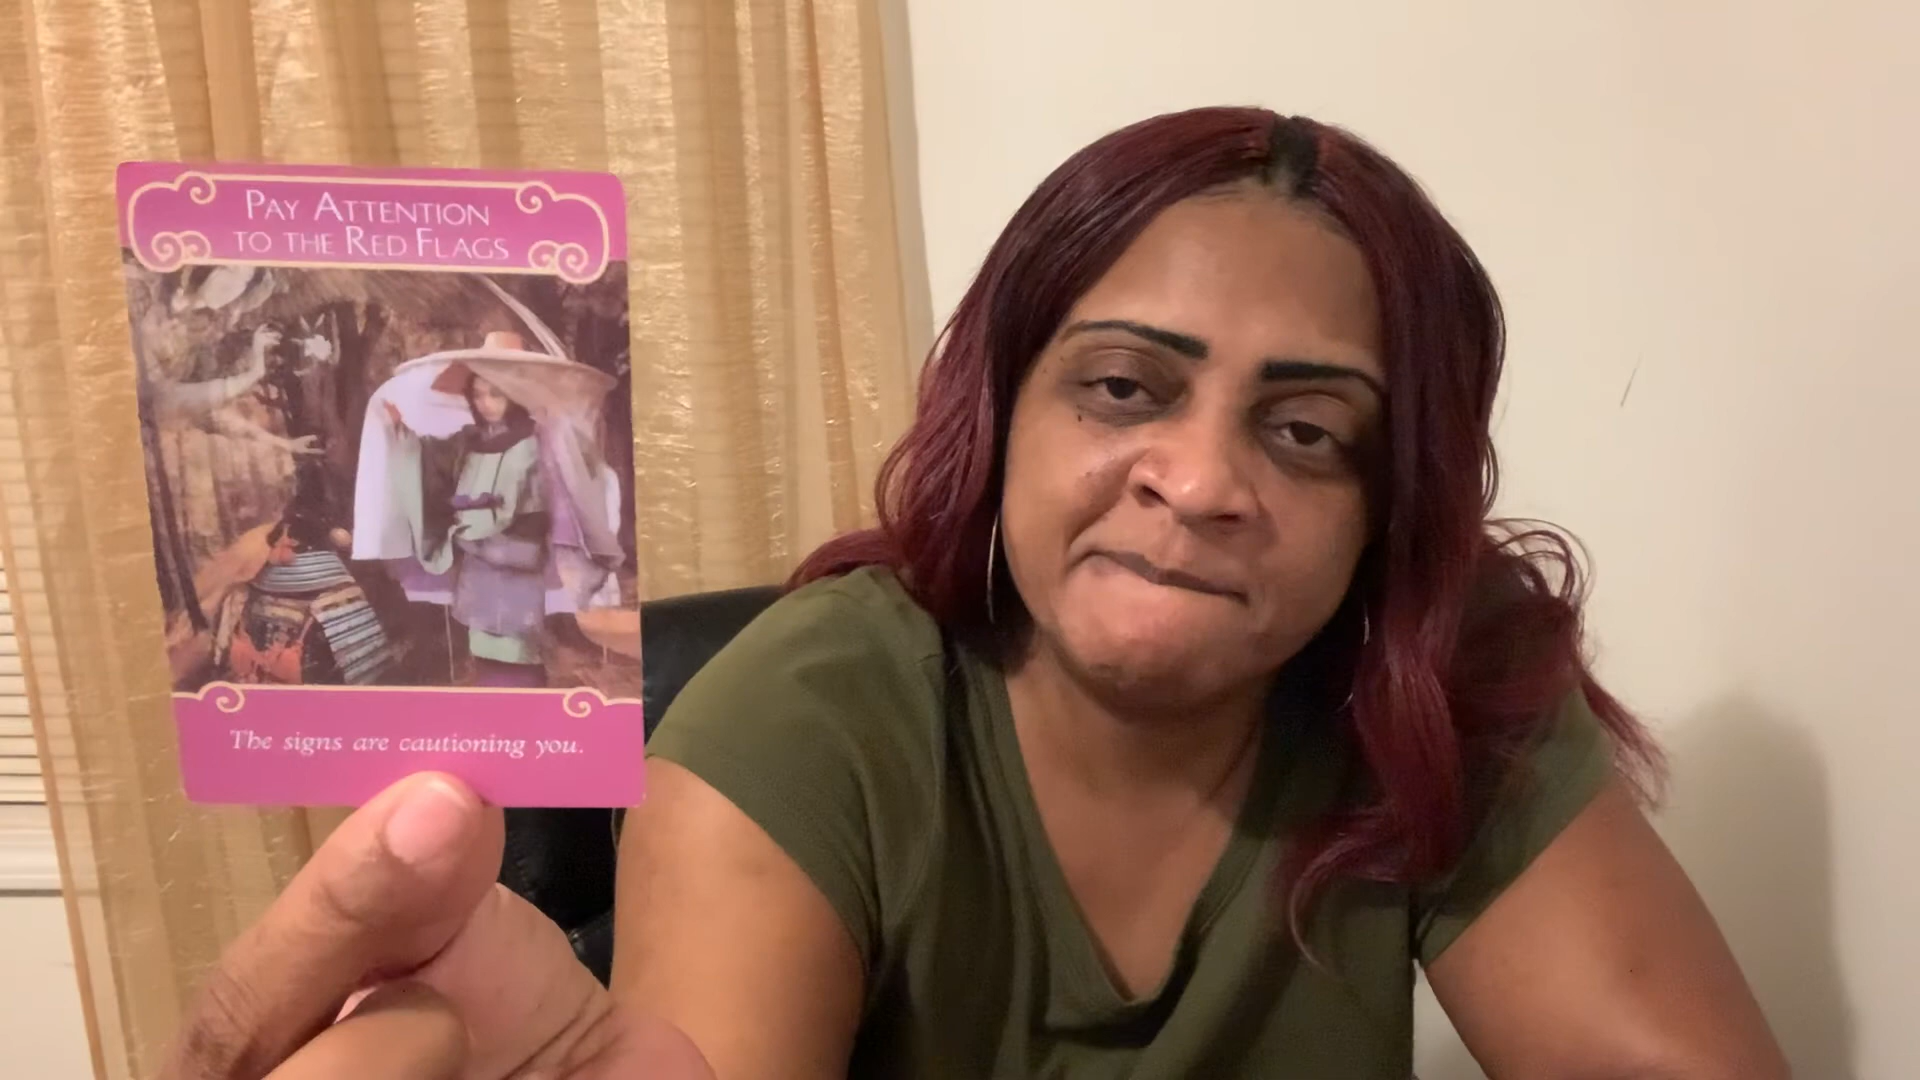 PAY ATTENTION
TO THE RED FLAGS
The signs are cautioning you.